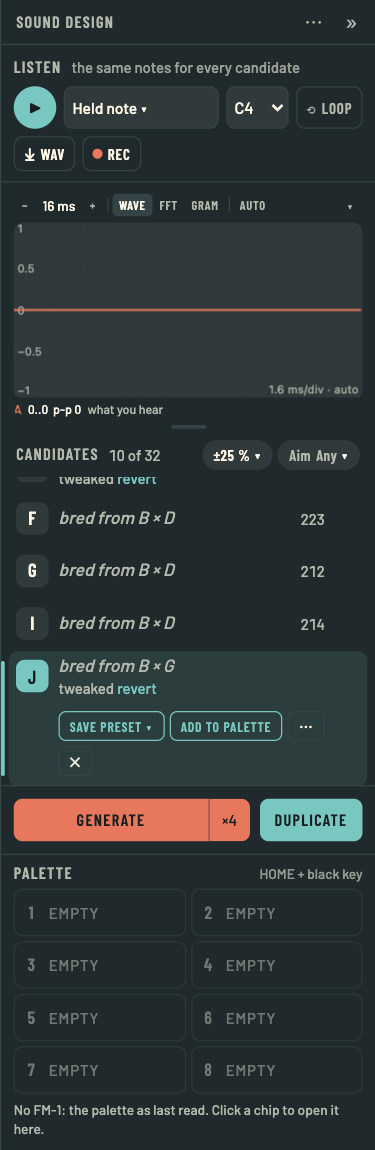 SOUND DESIGN ··· »
LISTEN the same notes for every candidate
Held note ▾ C4 LOOP
WAV REC
− 16 ms + WAVE FFT GRAM AUTO ▾
1
0.5
0
−0.5
−1
1.6 ms/div · auto
A 0..0 p-p 0 what you hear
CANDIDATES 10 of 32 ±25 % ▾ Aim Any ▾
tweaked revert
F bred from B × D 223
G bred from B × D 212
I bred from B × D 214
J bred from B × G
tweaked revert
SAVE PRESET ▾ ADD TO PALETTE ···
×
GENERATE ×4 DUPLICATE
PALETTE HOME + black key
1 EMPTY 2 EMPTY
3 EMPTY 4 EMPTY
5 EMPTY 6 EMPTY
7 EMPTY 8 EMPTY
No FM-1: the palette as last read. Click a chip to open it
here.